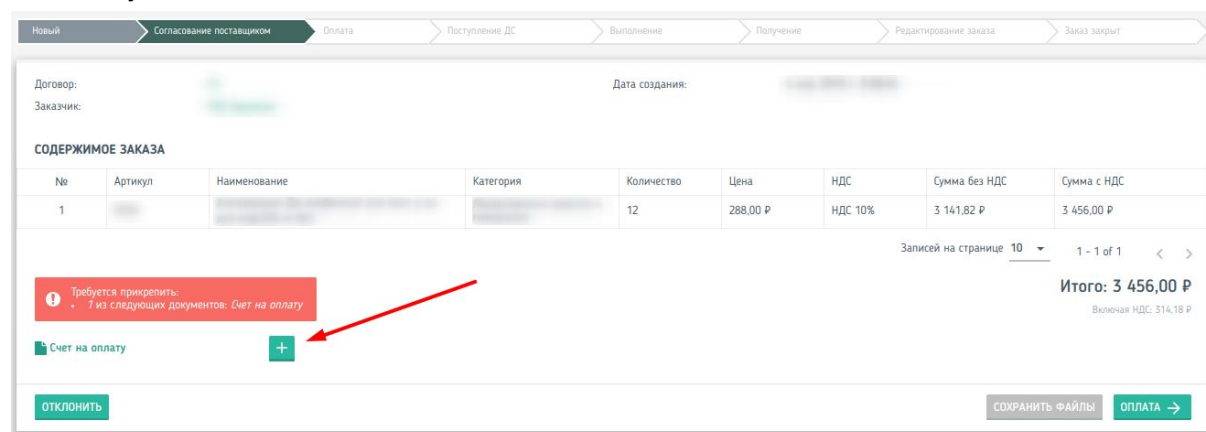 Новый Согласование поставщиком Оплата Поступление ДС Выполнение Получение Редактирование заказа Заказ закрыт
Договор: Дата создания:
Заказчик:
СОДЕРЖИМОЕ ЗАКАЗА
№ Артикул Наименование Категория Количество Цена НДС Сумма без НДС Сумма с НДС
1 12 288,00 ₽ НДС 10% 3 141,82 ₽ 3 456,00 ₽
Записей на странице 10 1 - 1 of 1
Требуется прикрепить:
• 1 из следующих документов: Счет на оплату
Итого: 3 456,00 ₽
Включая НДС: 314,18 ₽
Счет на оплату +
ОТКЛОНИТЬ СОХРАНИТЬ ФАЙЛЫ ОПЛАТА →